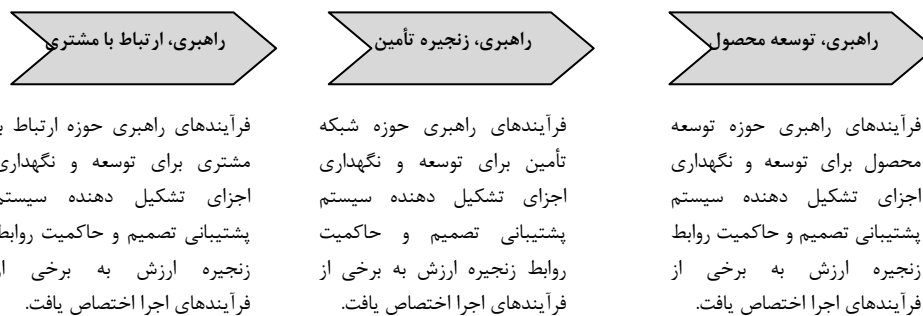 راهبری، توسعه محصول
فرآیندهای راهبری حوزه توسعه
محصول برای توسعه و نگهداری
اجزای تشکیل دهنده سیستم
پشتیبانی تصمیم و حاکمیت روابط
زنجیره ارزش به برخی از
فرآیندهای اجرا اختصاص یافت.
راهبری، زنجیره تأمین
فرآیندهای راهبری حوزه شبکه
تأمین برای توسعه و نگهداری
اجزای تشکیل دهنده سیستم
پشتیبانی تصمیم و حاکمیت
روابط زنجیره ارزش به برخی از
فرآیندهای اجرا اختصاص یافت.
راهبری، ارتباط با مشتری
فرآیندهای راهبری حوزه ارتباط
مشتری برای توسعه و نگهداری
اجزای تشکیل دهنده سیستم
پشتیبانی تصمیم و حاکمیت روابط
زنجیره ارزش به برخی
فرآیندهای اجرا اختصاص یافت.